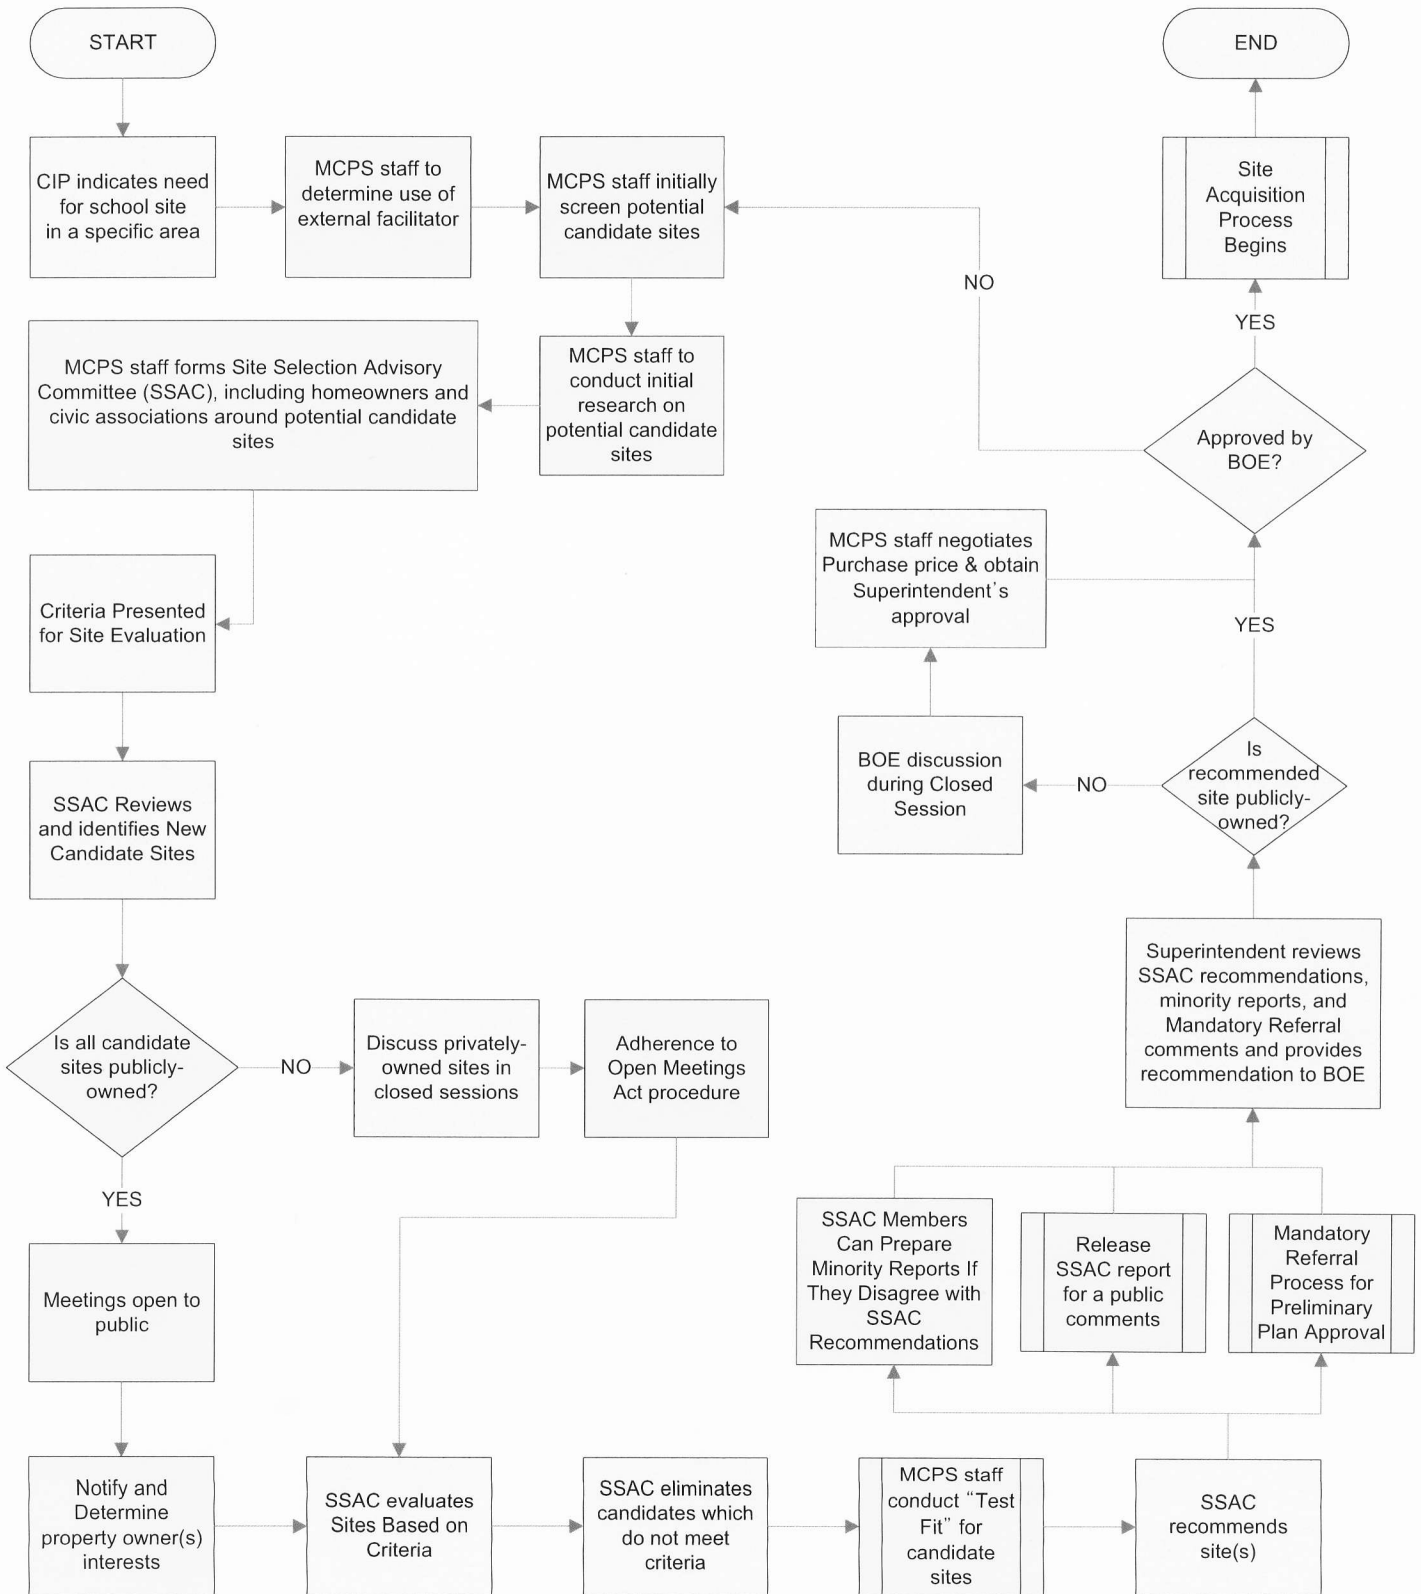 START
CIP indicates need
for school site
in a specific area
MCPS staff to
determine use of
external facilitator
MCPS staff initially
screen potential
candidate sites
MCPS staff to
conduct initial
research on
potential candidate
sites
MCPS staff forms Site Selection Advisory
Committee (SSAC), including homeowners and
civic associations around potential candidate
sites
Criteria Presented
for Site Evaluation
SSAC Reviews
and identifies New
Candidate Sites
Is all candidate
sites publicly-
owned?
NO
Discuss privately-
owned sites in
closed sessions
Adherence to
Open Meetings
Act procedure
YES
Meetings open to
public
Notify and
Determine
property owner(s)
interests
SSAC evaluates
Sites Based on
Criteria
SSAC eliminates
candidates which
do not meet
criteria
MCPS staff
conduct “Test
Fit” for
candidate
sites
SSAC
recommends
site(s)
SSAC Members
Can Prepare
Minority Reports If
They Disagree with
SSAC
Recommendations
Release
SSAC report
for a public
comments
Mandatory
Referral
Process for
Preliminary
Plan Approval
Superintendent reviews
SSAC recommendations,
minority reports, and
Mandatory Referral
comments and provides
recommendation to BOE
Is
recommended
site publicly-
owned?
NO
BOE discussion
during Closed
Session
MCPS staff negotiates
Purchase price & obtain
Superintendent’s
approval
YES
Approved by
BOE?
NO
YES
Site
Acquisition
Process
Begins
END